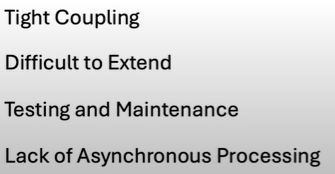 Tight Coupling
Difficult to Extend
Testing and Maintenance
Lack of Asynchronous Processing